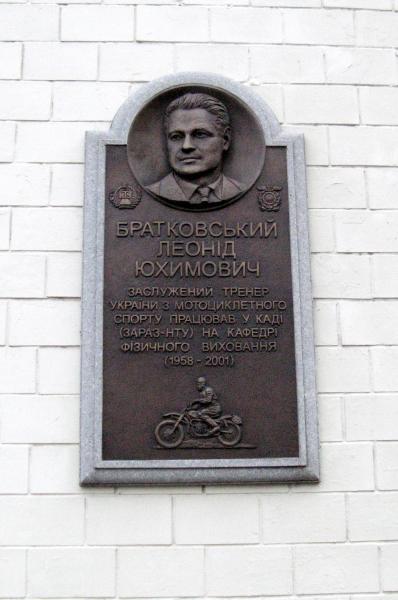 БРАТКОВСЬКИЙ
ЛЕОНІД
ЮХИМОВИЧ
ЗАСЛУЖЕНИЙ ТРЕНЕР
УКРАЇНИ З МОТОЦИКЛЕТНОГО
СПОРТУ ПРАЦЮВАВ У КАДІ
(ЗАРАЗ-НТУ) НА КАФЕДРІ
ФІЗИЧНОГО ВИХОВАННЯ
(1958 - 2001)